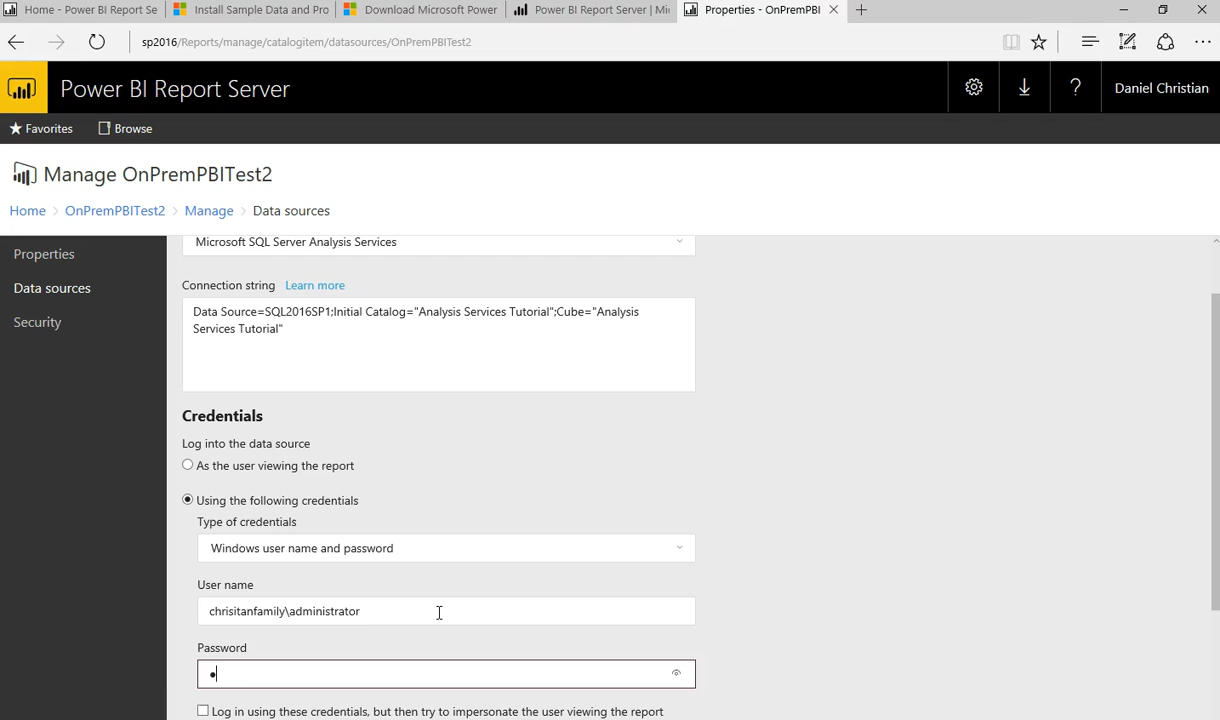 Home - Power BI Report Se
Install Sample Data and Pro
Download Microsoft Power
Power BI Report Server | Mi
Properties - OnPremPBI
sp2016/Reports/manage/catalogitem/datasources/OnPremPBITest2
Power BI Report Server
? Daniel Christian
Favorites Browse
Manage OnPremPBITest2
Home > OnPremPBITest2 > Manage > Data sources
Properties
Data sources
Security
Microsoft SQL Server Analysis Services
Connection string Learn more
Data Source=SQL2016SP1;Initial Catalog="Analysis Services Tutorial";Cube="Analysis
Services Tutorial"
Credentials
Log into the data source
As the user viewing the report
Using the following credentials
Type of credentials
Windows user name and password
User name
chrisitanfamily\administrator
Password
Log in using these credentials, but then try to impersonate the user viewing the report